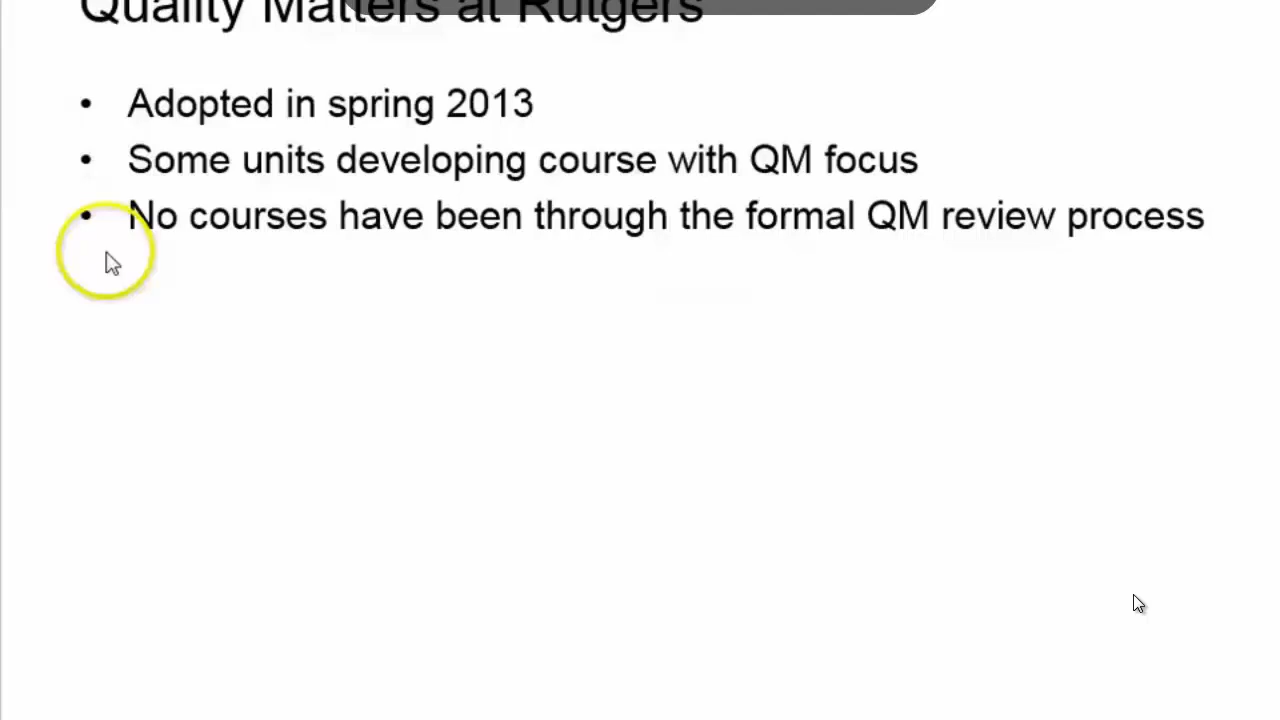 Quality Matters at Rutgers
• Adopted in spring 2013
• Some units developing course with QM focus
• No courses have been through the formal QM review process